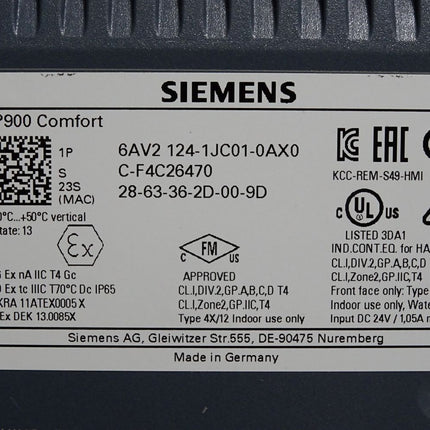 SIEMENS
P900 Comfort
1P 6AV2 124-1JC01-0AX0
S C-F4C26470
23S 28-63-36-2D-00-9D
(MAC)
KCC-REM-S49-HMI
0°C...+50°C vertical
state: 13
Ex
C FM US
C UL US
LISTED 3DA1
IND.CONT.EQ. for HA
G Ex nA IIC T4 Gc
D Ex tc IIIC T70°C Dc IP65
KRA 11ATEX0005 X
Ex DEK 13.0085X
APPROVED
CL.I,DIV.2,GP.A,B,C,D T4
CL.I,Zone2,GP.IIC,T4
Type 4X/12 Indoor use only
CL.I,DIV.2,GP.A,B,C,D
CL.I,Zone2,GP.IIC,T4
Front face only: Type
Indoor use only, Wate
Input DC 24V / 1,05A m
Siemens AG, Gleiwitzer Str.555, DE-90475 Nuremberg
Made in Germany